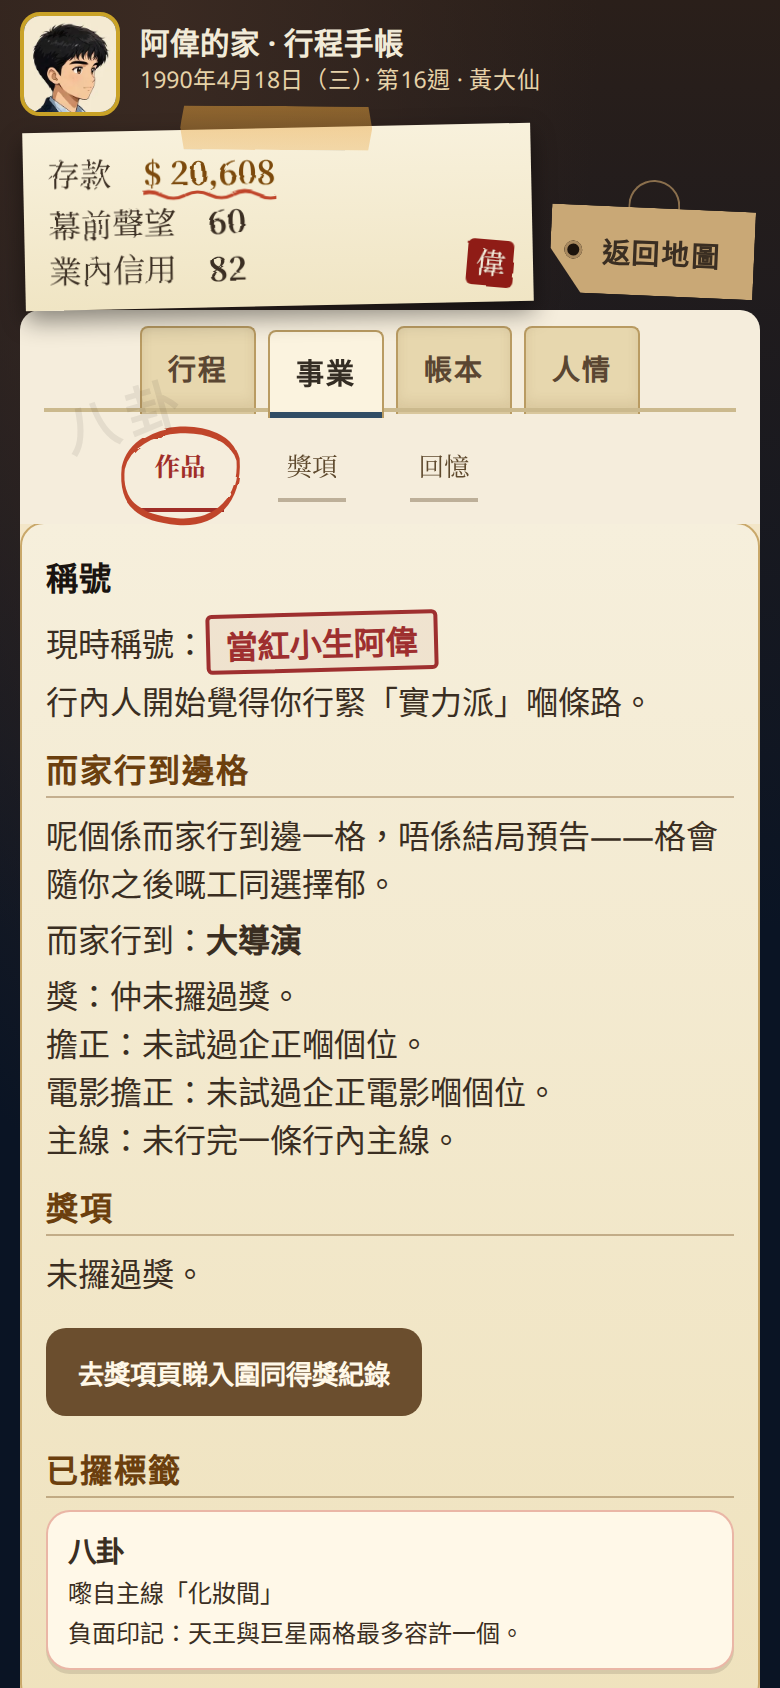 阿偉的家 · 行程手帳
1990年4月18日（三）· 第16週 · 黃大仙
存款 $ 20,608
幕前聲望 60
業內信用 82
偉
返回地圖
行程 事業 帳本 人情
八卦
作品 獎項 回憶
稱號
現時稱號：當紅小生阿偉
行內人開始覺得你行緊「實力派」嗰條路。
而家行到邊格
呢個係而家行到邊一格，唔係結局預告——格會
隨你之後嘅工同選擇郁。
而家行到：大導演
獎：仲未攞過獎。
擔正：未試過企正嗰個位。
電影擔正：未試過企正電影嗰個位。
主線：未行完一條行內主線。
獎項
未攞過獎。
去獎項頁睇入圍同得獎紀錄
已攞標籤
八卦
嚟自主線「化妝間」
負面印記：天王與巨星兩格最多容許一個。